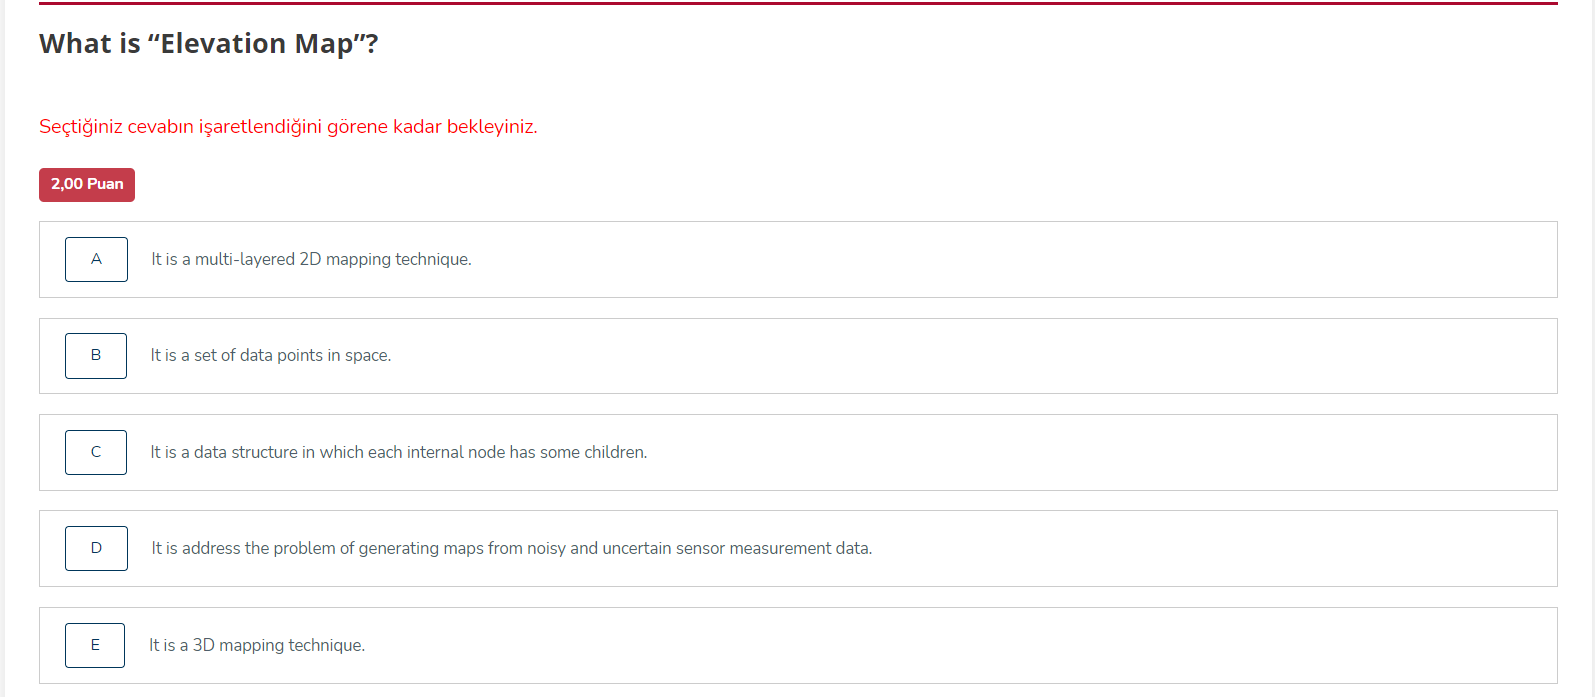 What is “Elevation Map”?
Seçtiğiniz cevabın işaretlendiğini görene kadar bekleyiniz.
2,00 Puan
A It is a multi-layered 2D mapping technique.
B It is a set of data points in space.
C It is a data structure in which each internal node has some children.
D It is address the problem of generating maps from noisy and uncertain sensor measurement data.
E It is a 3D mapping technique.